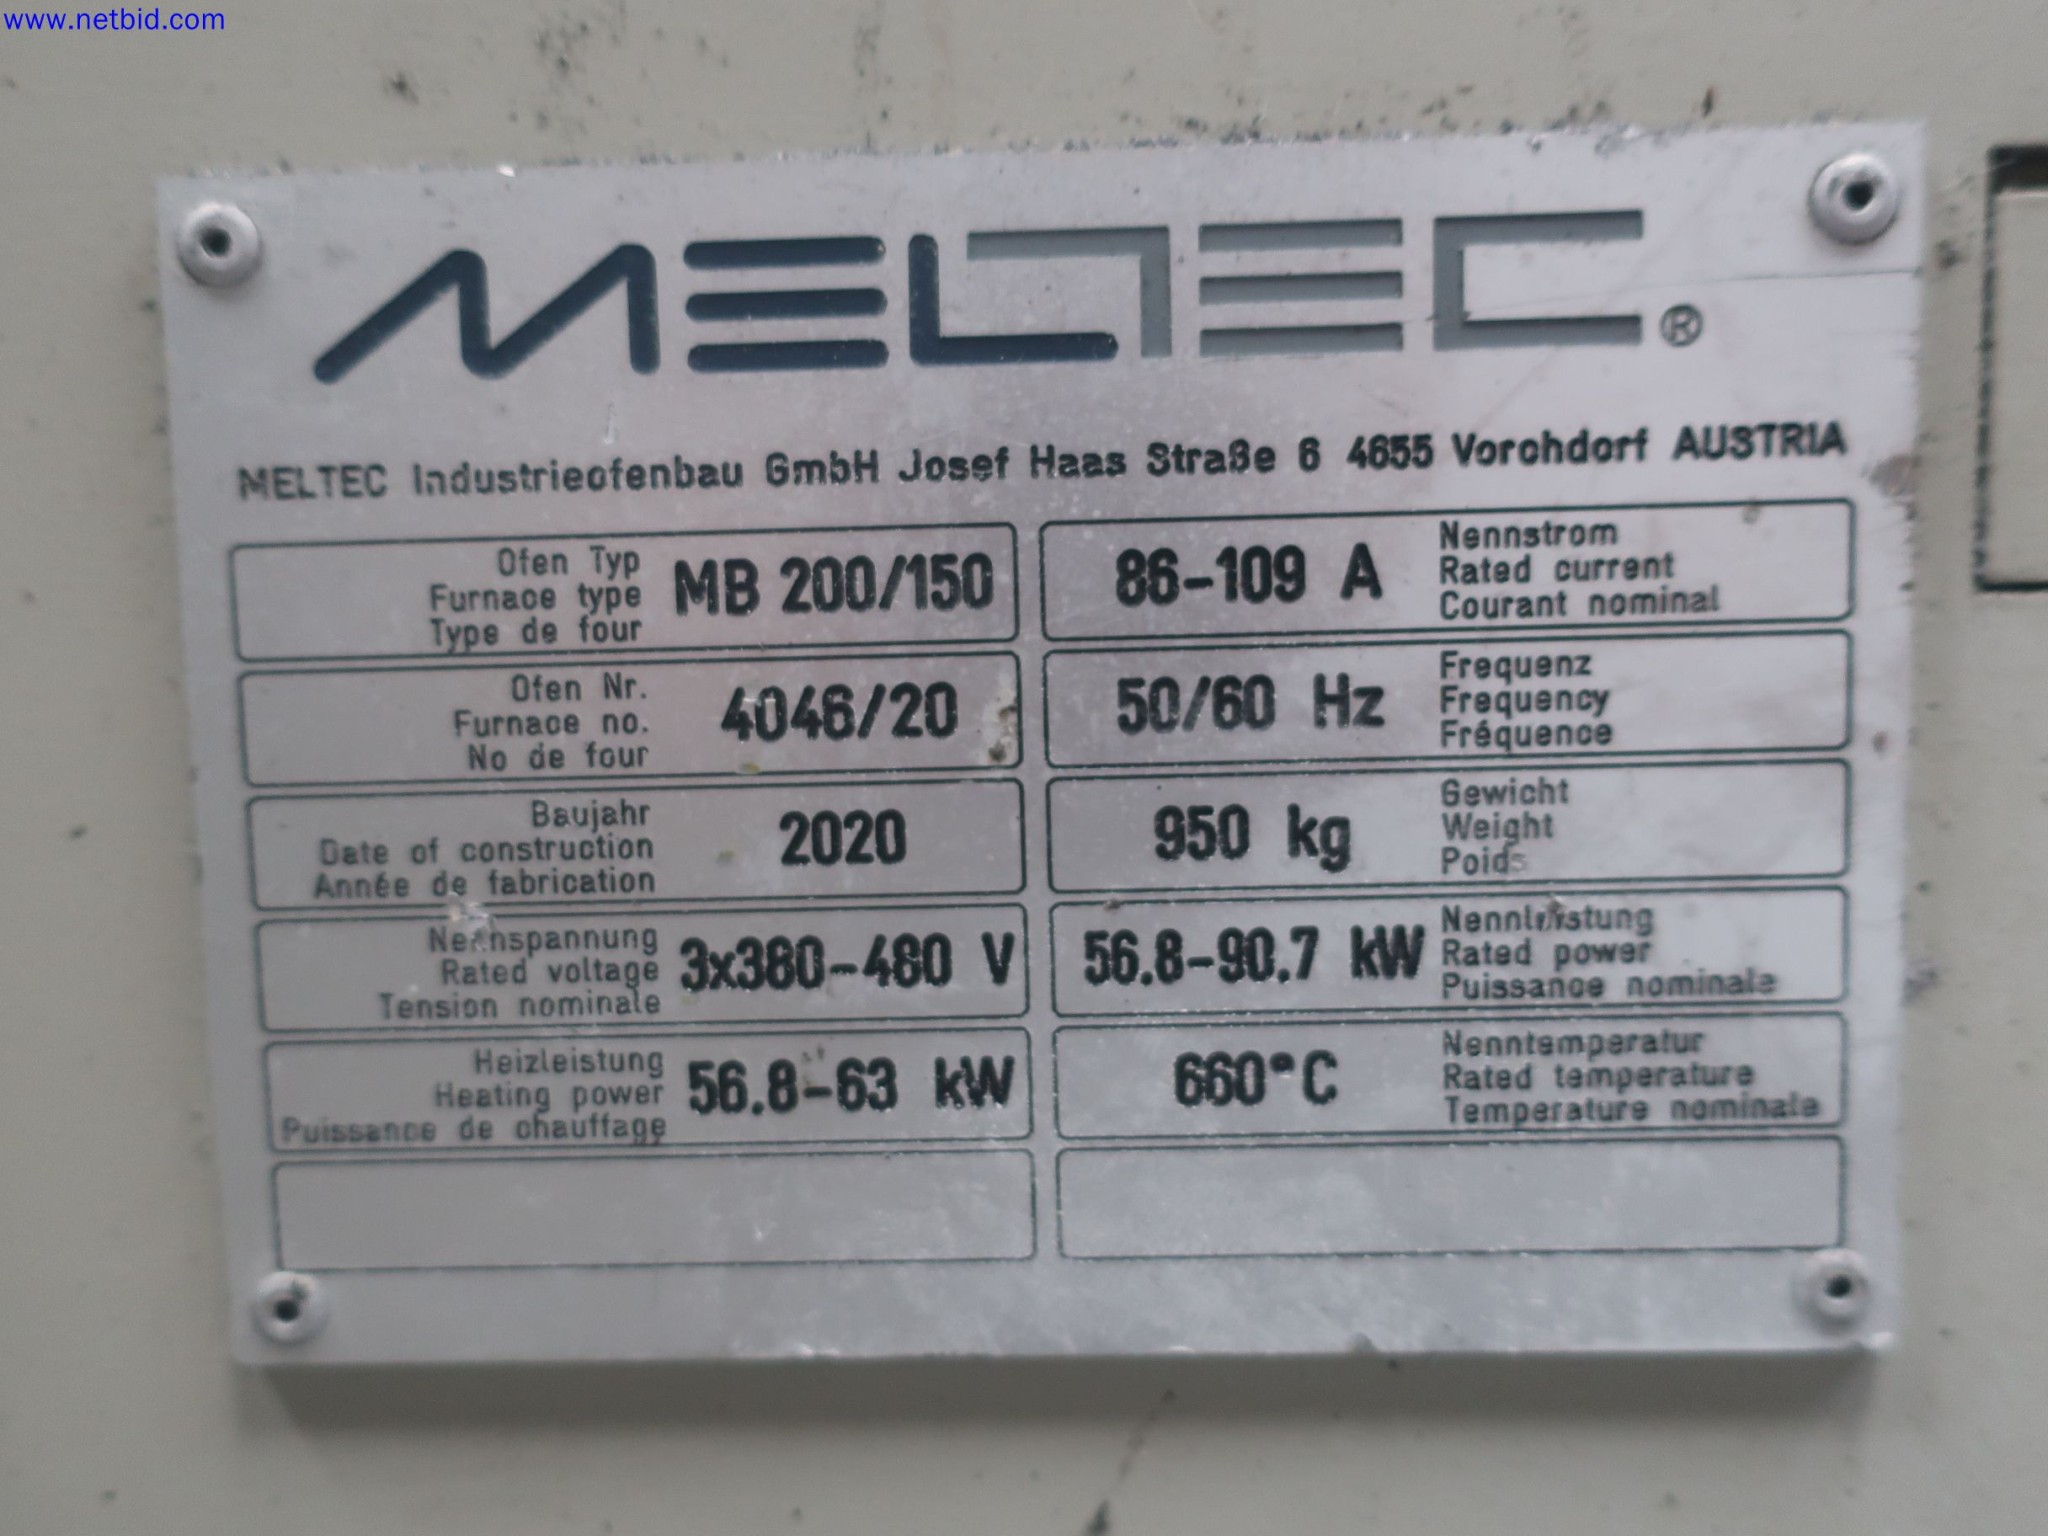 www.netbid.com
MELTEC®
MELTEC Industrieofenbau GmbH Josef Haas Straße 6 4655 Vorchdorf AUSTRIA
Ofen Typ
Furnace type
Type de four
MB 200/150
86-109 A
Nennstrom
Rated current
Courant nominal
Ofen Nr.
Furnace no.
No de four
4046/20
50/60 Hz
Frequenz
Frequency
Fréquence
Baujahr
Date of construction
Année de fabrication
2020
950 kg
Gewicht
Weight
Poids
Nennspannung
Rated voltage
Tension nominale
3x380-480 V
56.8-90.7 kW
Nennleistung
Rated power
Puissance nominale
Heizleistung
Heating power
Puissance de chauffage
56.8-63 kW
660°C
Nenntemperatur
Rated temperature
Temperature nominale